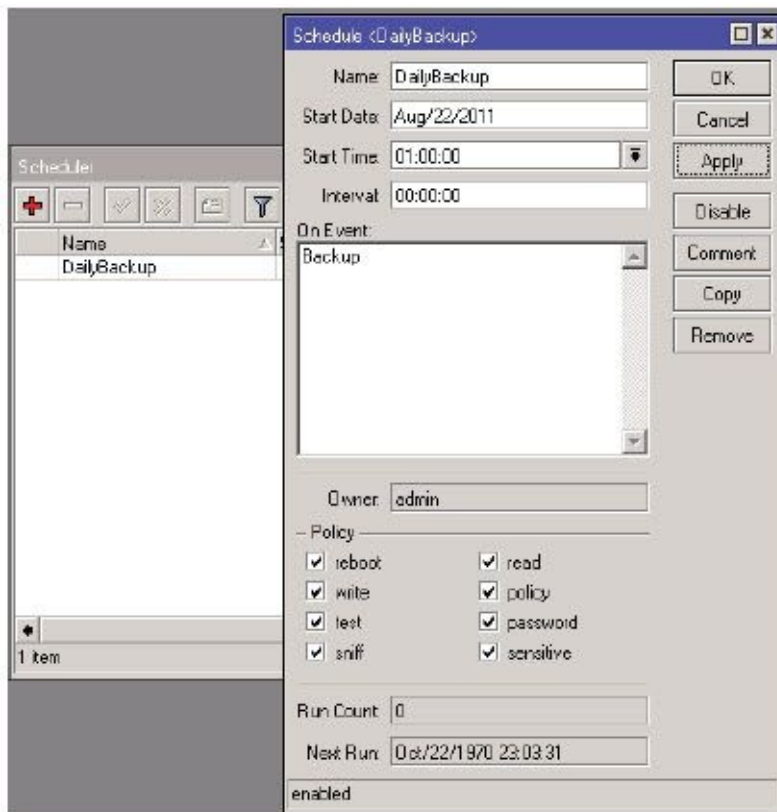 Schedule <DailyBackup>
Name: DailyBackup
OK
Start Date: Aug/22/2011
Cancel
Start Time: 01:00:00
Apply
Interval: 00:00:00
Disable
On Event:
Backup
Comment
Copy
Remove
Owner: admin
Policy
reboot
read
write
policy
test
password
sniff
sensitive
Run Count: 0
Next Run: Oct/22/1970 23:03:31
enabled
Scheduler
Name
DailyBackup
1 item